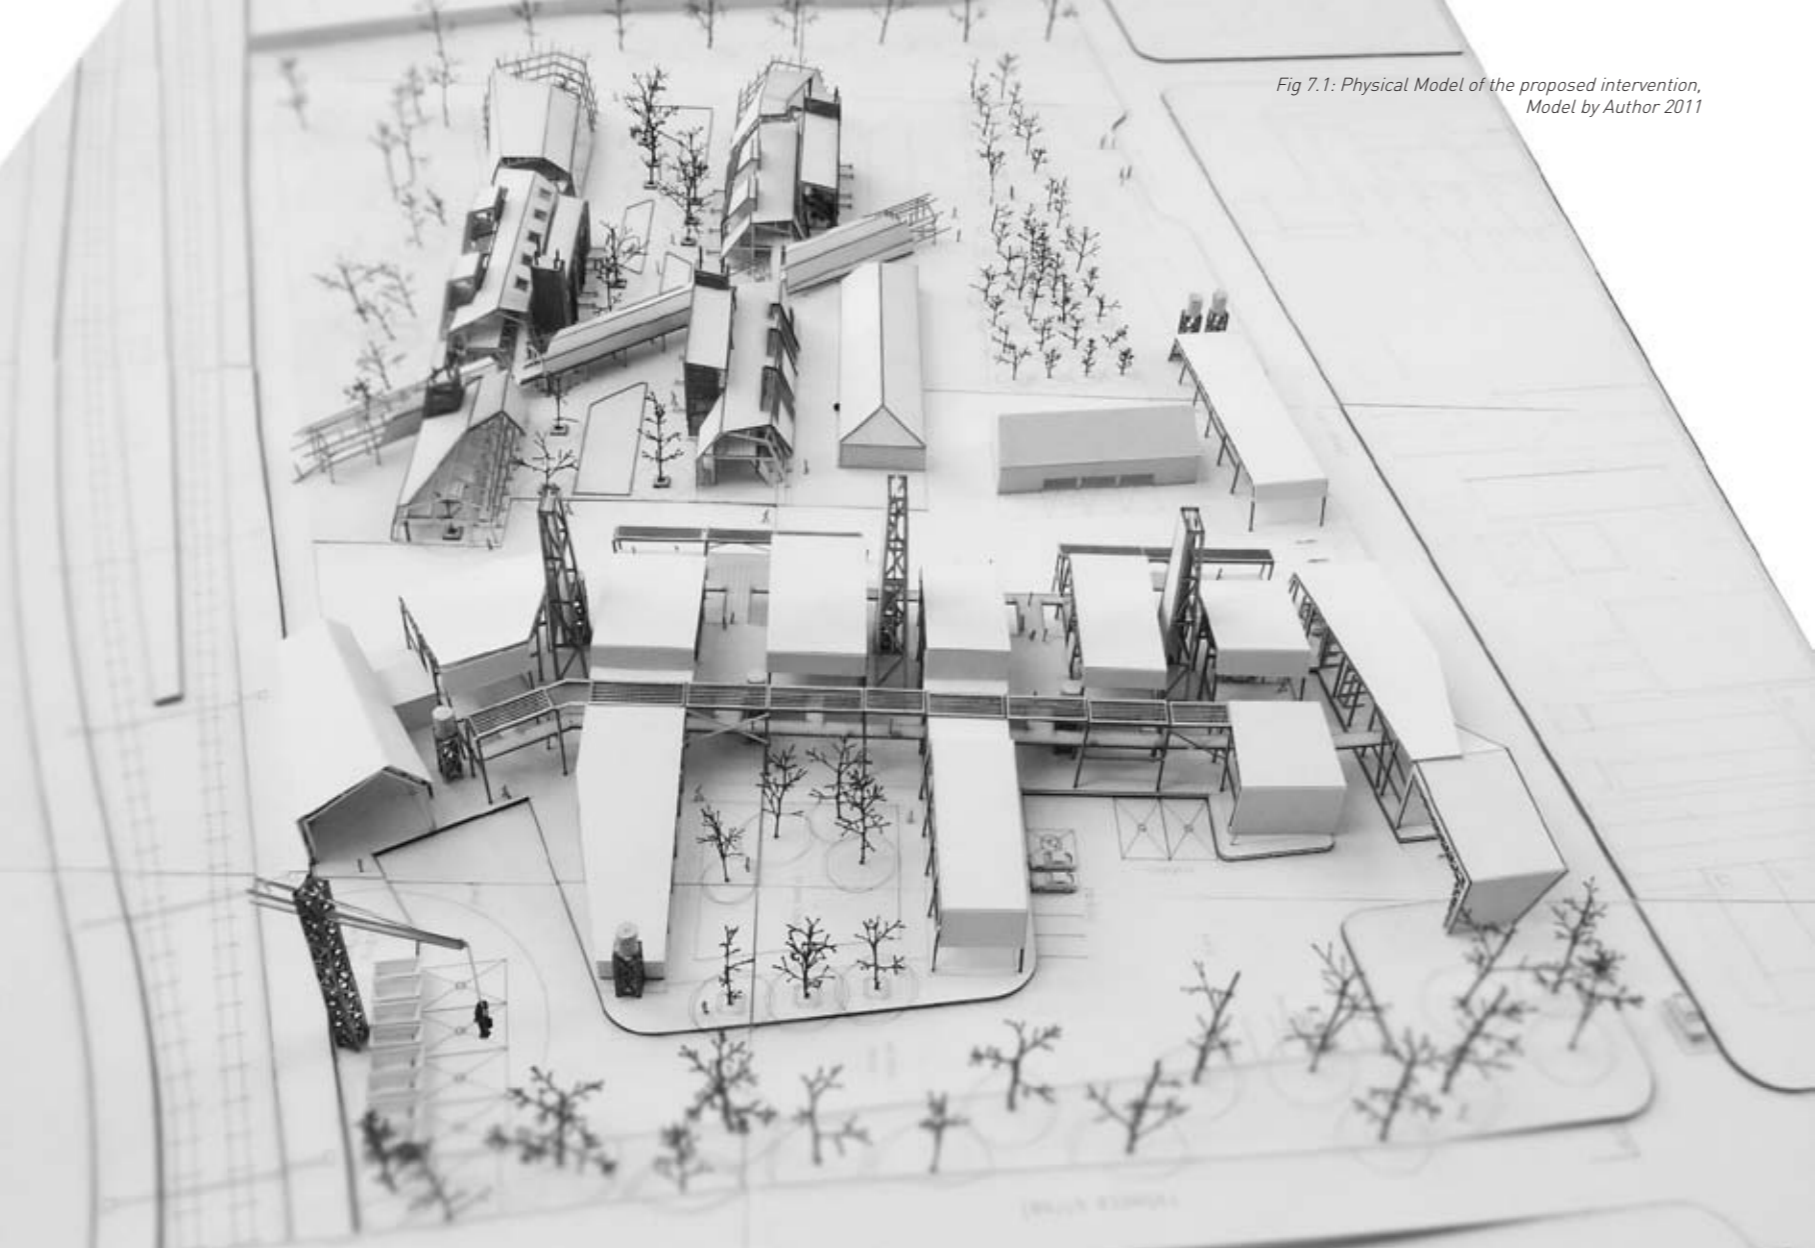 Fig 7.1: Physical Model of the proposed intervention,
Model by Author 2011